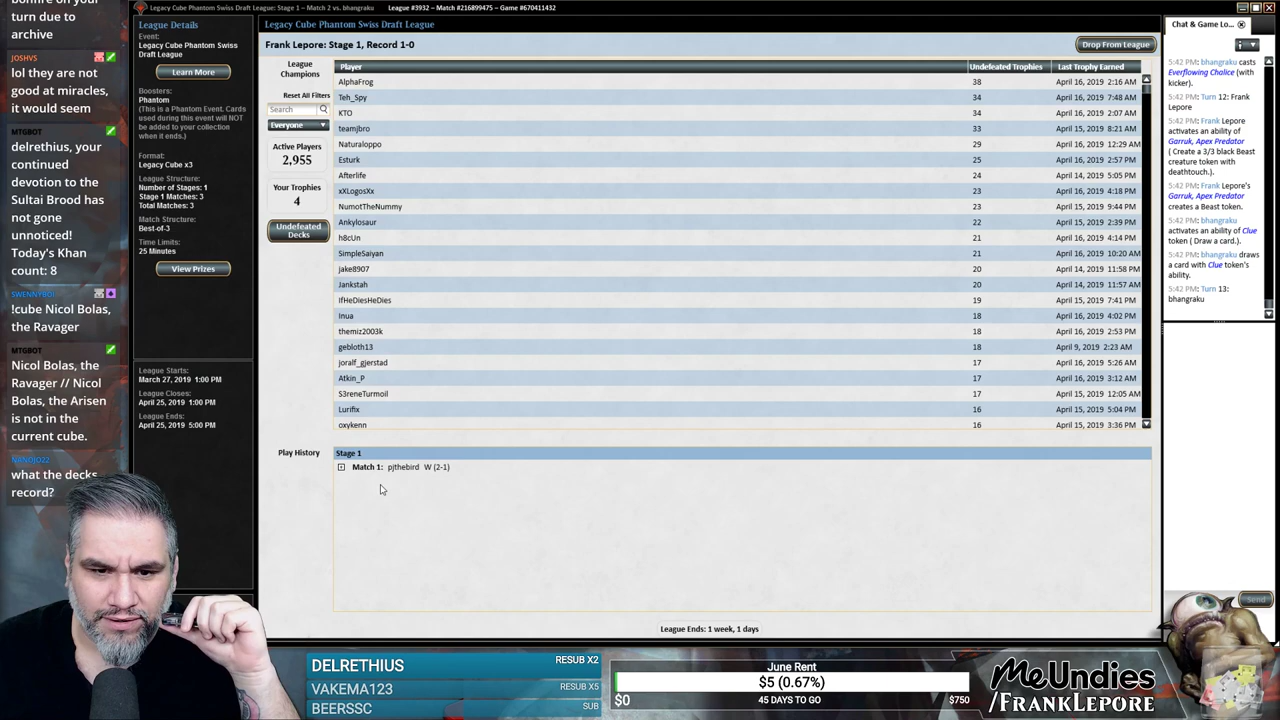 Legacy Cube Phantom Swiss Draft League: Stage 1 – Match 2 vs. bhangraku League #3932 – Match #216899475 – Game #670411432
turn due to
archive
JOSHVS
lol they are not
good at miracles,
it would seem
MTGBOT
delrethius, your
continued
devotion to the
Sultai Brood has
not gone
unnoticed!
Today's Khan
count: 8
SWENNYBOI
!cube Nicol Bolas,
the Ravager
MTGBOT
Nicol Bolas, the
Ravager // Nicol
Bolas, the Arisen
is not in the
current cube.
what the decks
record?
League Details
Event:
Legacy Cube Phantom Swiss
Draft League
Learn More
Boosters:
Phantom
(This is a Phantom Event. Cards
used during this event will NOT
be added to your collection
when it ends.)
Format:
Legacy Cube x3
League Structure:
Number of Stages: 1
Stage 1 Matches: 3
Total Matches: 3
Match Structure:
Best-of-3
Time Limits:
25 Minutes
View Prizes
League Starts:
March 27, 2019 1:00 PM
League Closes:
April 25, 2019 1:00 PM
League Ends:
April 25, 2019 5:00 PM
Legacy Cube Phantom Swiss Draft League
Frank Lepore: Stage 1, Record 1-0
Drop From League
League
Champions
Reset All Filters
Search
Everyone
Active Players
2,955
Your Trophies
4
Undefeated
Decks
Player Undefeated Trophies Last Trophy Earned
AlphaFrog 38 April 16, 2019 2:16 AM
Teh_Spy 34 April 16, 2019 7:48 AM
KTO 34 April 16, 2019 2:07 AM
teamjbro 33 April 15, 2019 8:21 AM
Naturaloppo 29 April 16, 2019 12:29 AM
Esturk 25 April 16, 2019 2:57 PM
Afterlife 24 April 14, 2019 5:05 PM
xXLogosXx 23 April 16, 2019 4:18 PM
NumotTheNummy 23 April 15, 2019 9:44 PM
Ankylosaur 22 April 15, 2019 2:39 PM
h8cUn 21 April 16, 2019 4:14 PM
SimpleSaiyan 21 April 16, 2019 10:20 AM
jake8907 20 April 14, 2019 11:58 PM
Jankstah 20 April 14, 2019 11:57 AM
IfHeDiesHeDies 19 April 15, 2019 7:41 PM
Inua 18 April 16, 2019 4:02 PM
themiz2003k 18 April 16, 2019 2:53 PM
gebloth13 18 April 9, 2019 2:23 AM
joralf_gjerstad 17 April 16, 2019 5:26 AM
Atkin_P 17 April 16, 2019 3:12 AM
S3reneTurmoil 17 April 15, 2019 12:05 AM
Lurifix 16 April 15, 2019 5:04 PM
oxykenn 16 April 15, 2019 3:36 PM
Play History
Stage 1
Match 1: pjthebird W (2-1)
League Ends: 1 week, 1 days
Chat & Game Lo...
5:42 PM: bhangraku casts
Everflowing Chalice (with
kicker).
5:42 PM: Turn 12: Frank
Lepore
5:42 PM: Frank Lepore
activates an ability of
Garruk, Apex Predator
( Create a 3/3 black Beast
creature token with
deathtouch.).
5:42 PM: Frank Lepore's
Garruk, Apex Predator
creates a Beast token.
5:42 PM: bhangraku
activates an ability of Clue
token ( Draw a card.).
5:42 PM: bhangraku
draws a card with Clue token's
ability.
5:42 PM: Turn 13:
bhangraku
Send
DELRETHIUS RESUB X2
VAKEMA123 RESUB X5
BEERSSC SUB
June Rent
$5 (0.67%)
$0 45 DAYS TO GO $750
MeUndies
/FRANKLEPORE